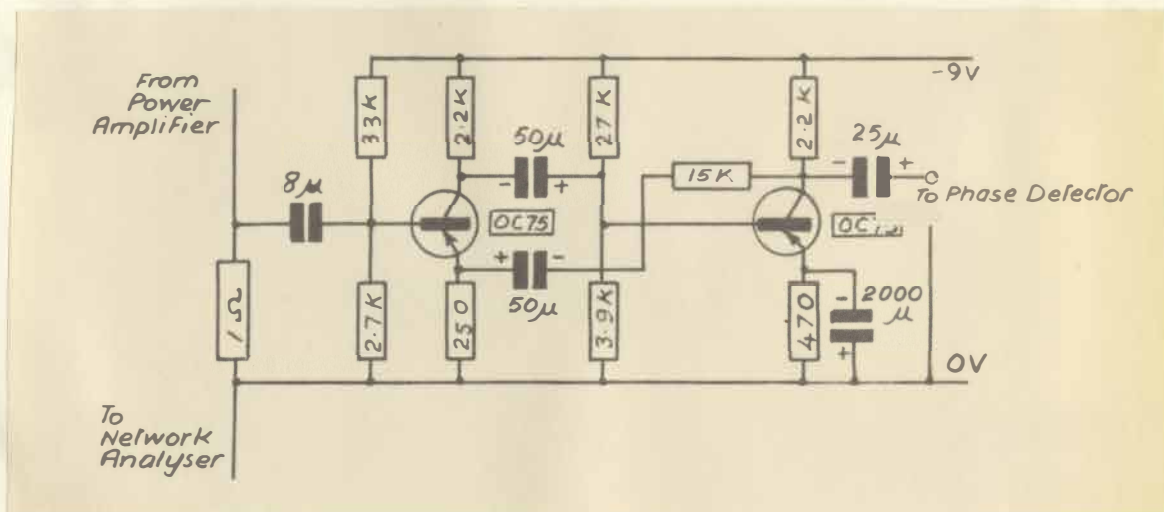 From
Power
Amplifier
33K
2.2K
50μ
27K
2.2K
-9V
25μ
- +
8μ
- +
15K
To Phase Detector
OC75
+ -
50μ
1Ω
2.7K
250
3.9K
470
-
2000
μ
+
0V
To
Network
Analyser